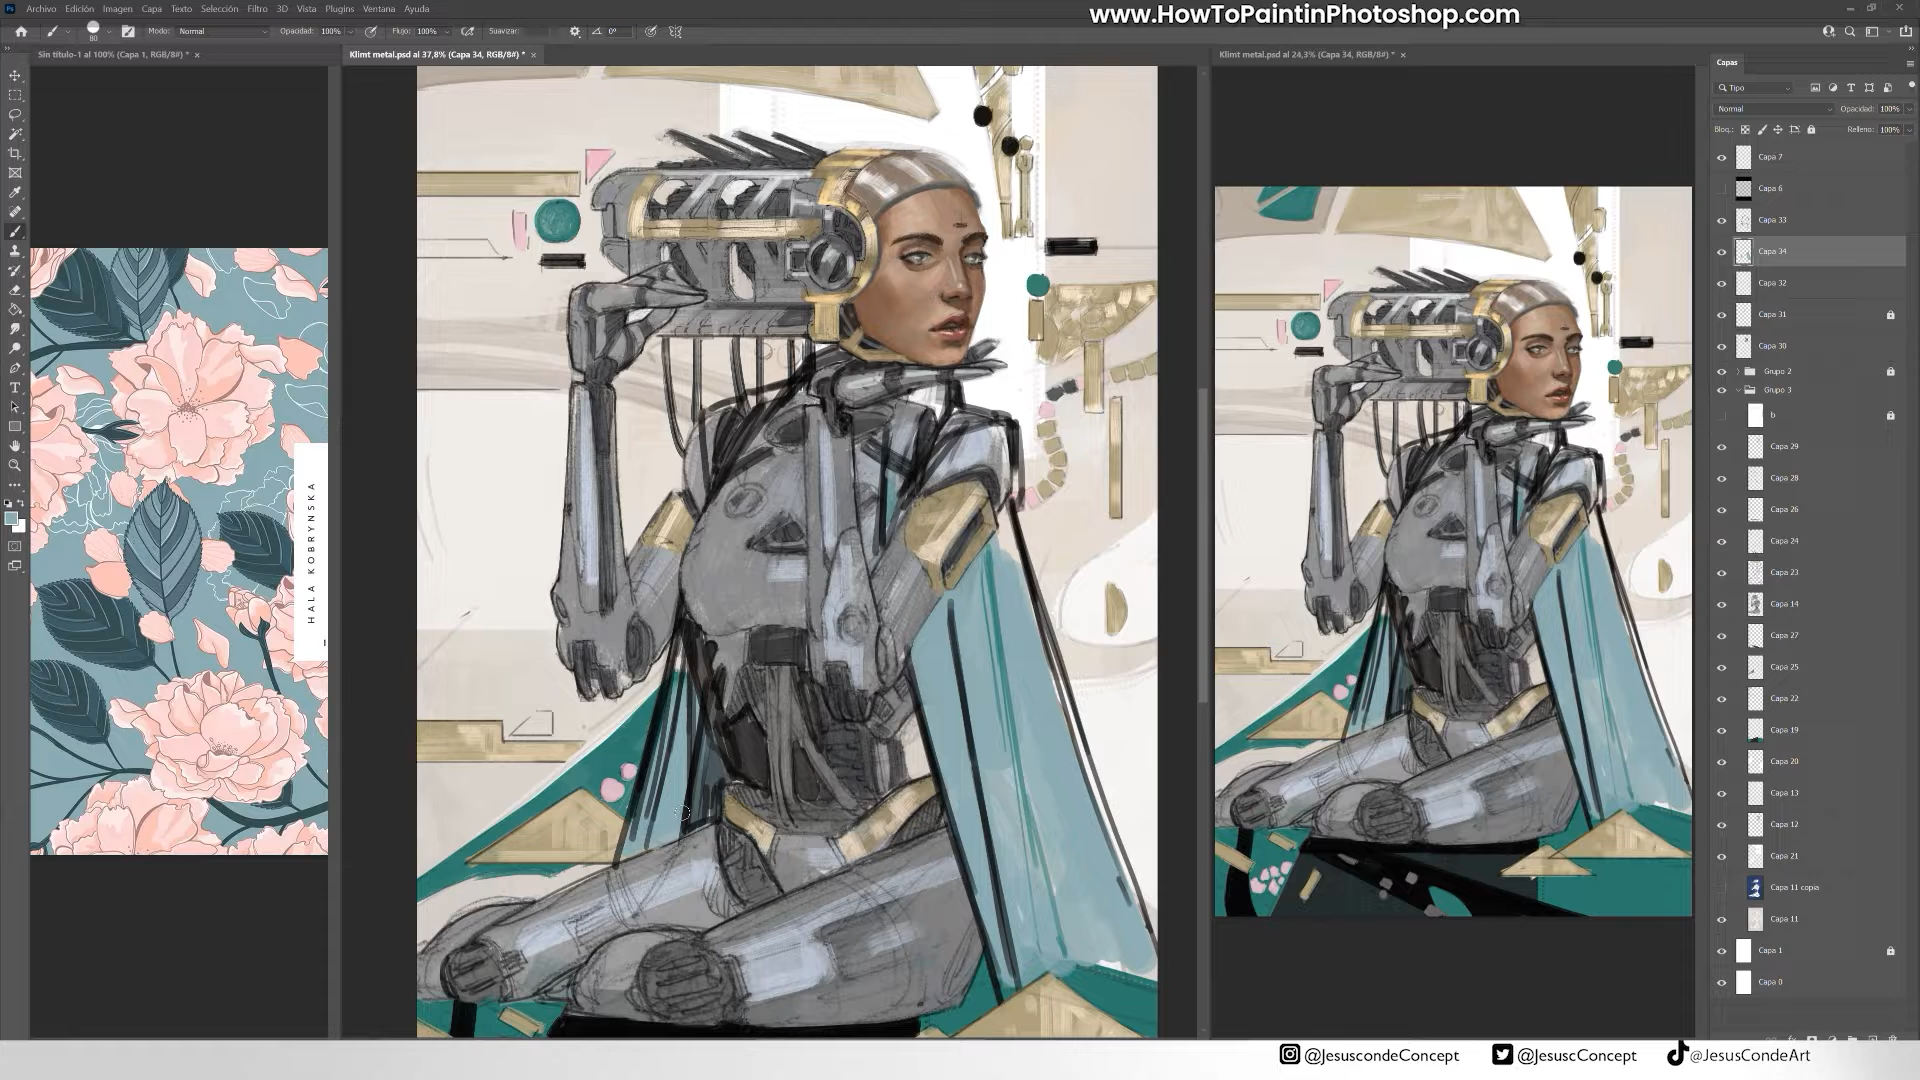 Archivo Edición Imagen Capa Texto Selección Filtro 3D Vista Plugins Ventana Ayuda
www.HowToPaintinPhotoshop.com
80 Modo: Normal Opacidad: 100% Flujo: 100% Suavizar: 0°
Sin título-1 al 100% (Capa 1, RGB/8#) *
Klimt metal.psd al 37,8% (Capa 34, RGB/8#) *
Klimt metal.psd al 24,3% (Capa 34, RGB/8#) *
Capas
Tipo
Normal Opacidad: 100%
Bloq.: Relleno: 100%
Capa 7
Capa 6
Capa 33
Capa 34
Capa 32
Capa 31
Capa 30
Grupo 2
Grupo 3
b
Capa 29
Capa 28
Capa 26
Capa 24
Capa 23
Capa 14
Capa 27
Capa 25
Capa 22
Capa 19
Capa 20
Capa 13
Capa 12
Capa 21
Capa 11 copia
Capa 11
Capa 1
Capa 0
HALA KOBRYNSKA
@JesuscondeConcept @JesuscConcept @JesusCondeArt